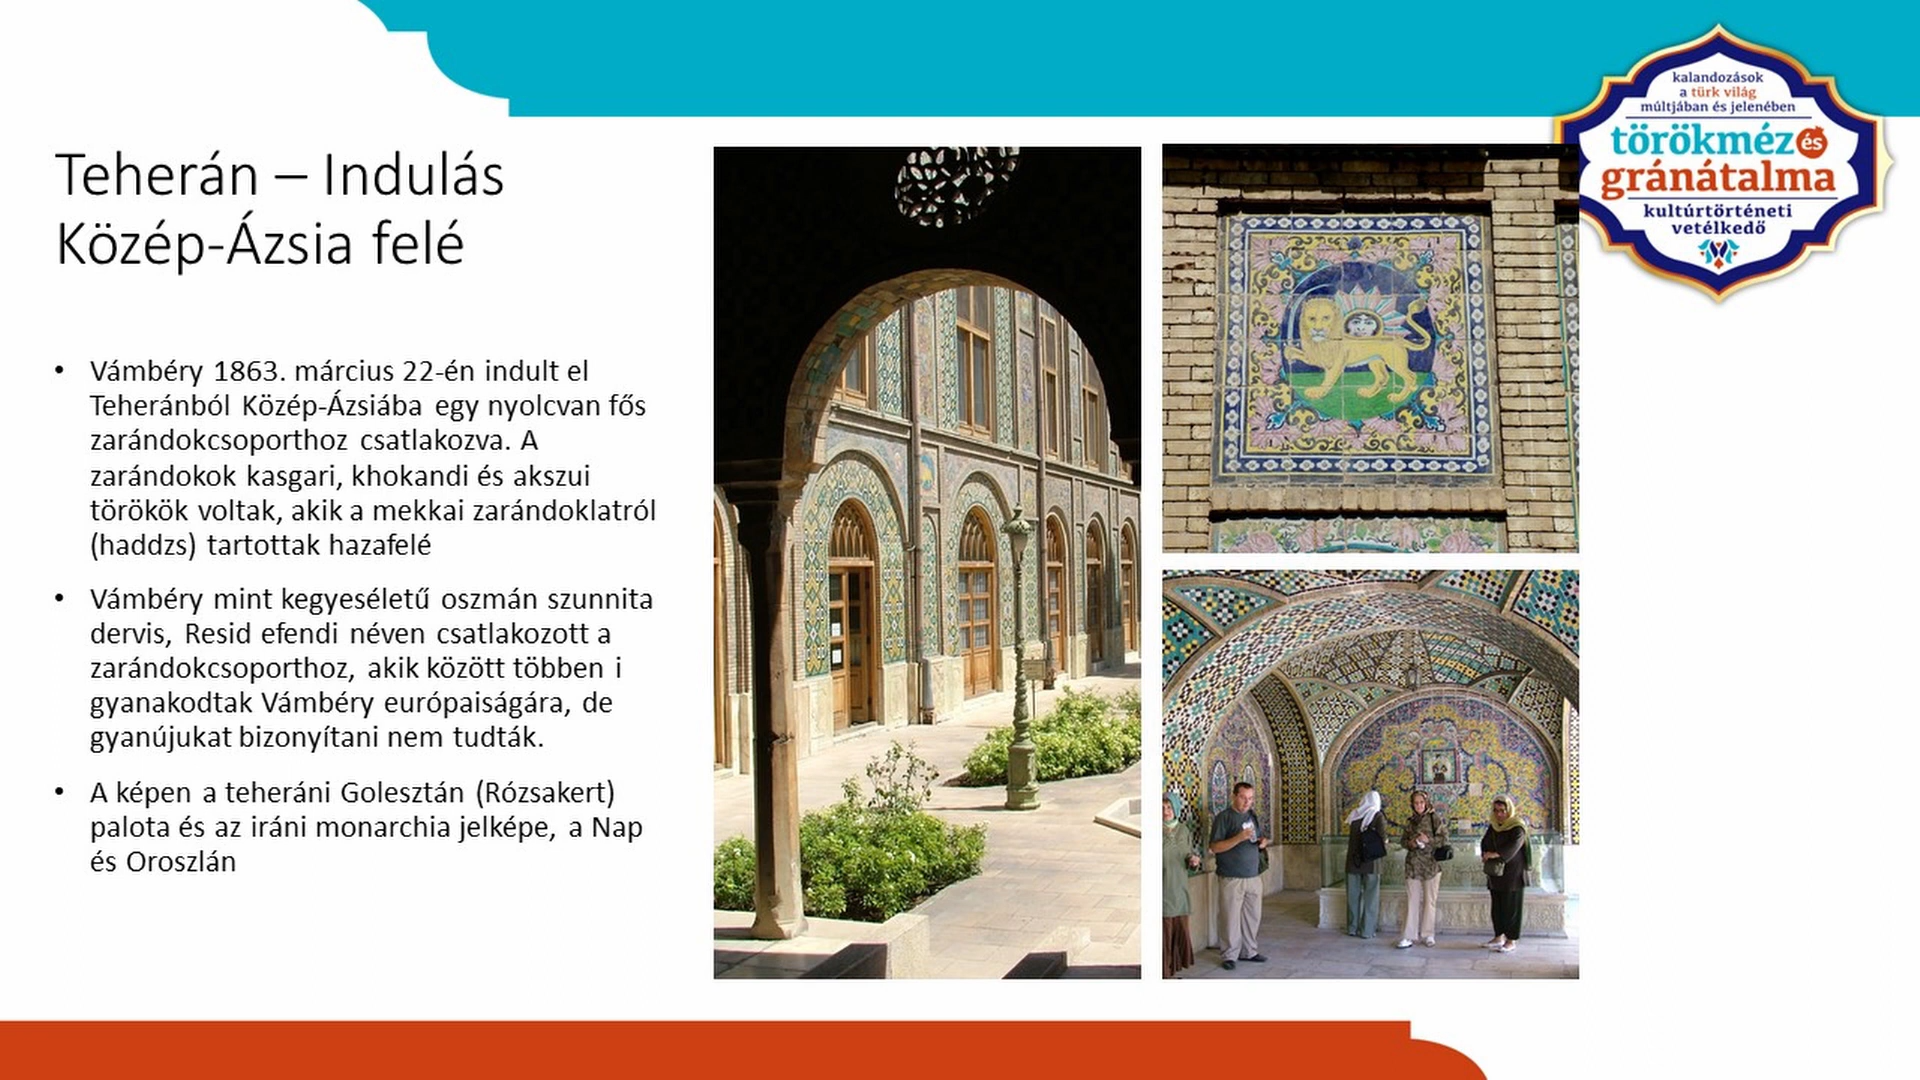 kalandozások
a türk világ
múltjában és jelenében
törökméz és
gránátalma
kultúrtörténeti
vetélkedő
Teherán – Indulás
Közép-Ázsia felé
• Vámbéry 1863. március 22-én indult el
Teheránból Közép-Ázsiába egy nyolcvan fős
zarándokcsoporthoz csatlakozva. A
zarándokok kasgari, khokandi és akszui
törökök voltak, akik a mekkai zarándoklatról
(haddzs) tartottak hazafelé
• Vámbéry mint kegyeséletű oszmán szunnita
dervis, Resid efendi néven csatlakozott a
zarándokcsoporthoz, akik között többen i
gyanakodtak Vámbéry európaiságára, de
gyanújukat bizonyítani nem tudták.
• A képen a teheráni Golesztán (Rózsakert)
palota és az iráni monarchia jelképe, a Nap
és Oroszlán